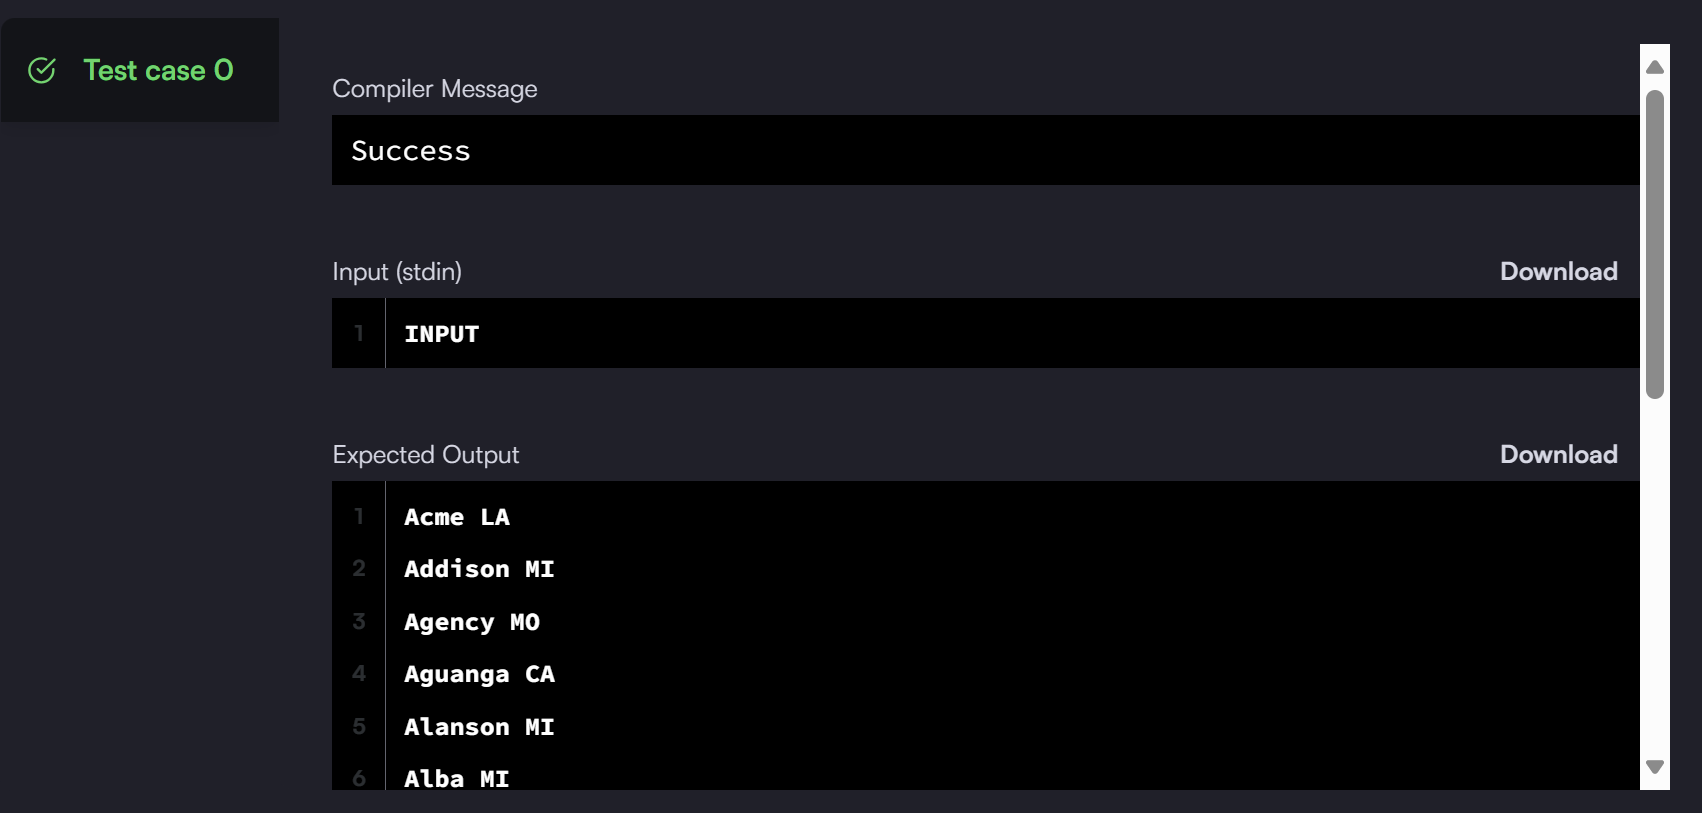 Test case 0
Compiler Message
Success
Input (stdin)
Download
1 INPUT
Expected Output
Download
1 Acme LA
2 Addison MI
3 Agency MO
4 Aguanga CA
5 Alanson MI
6 Alba MI